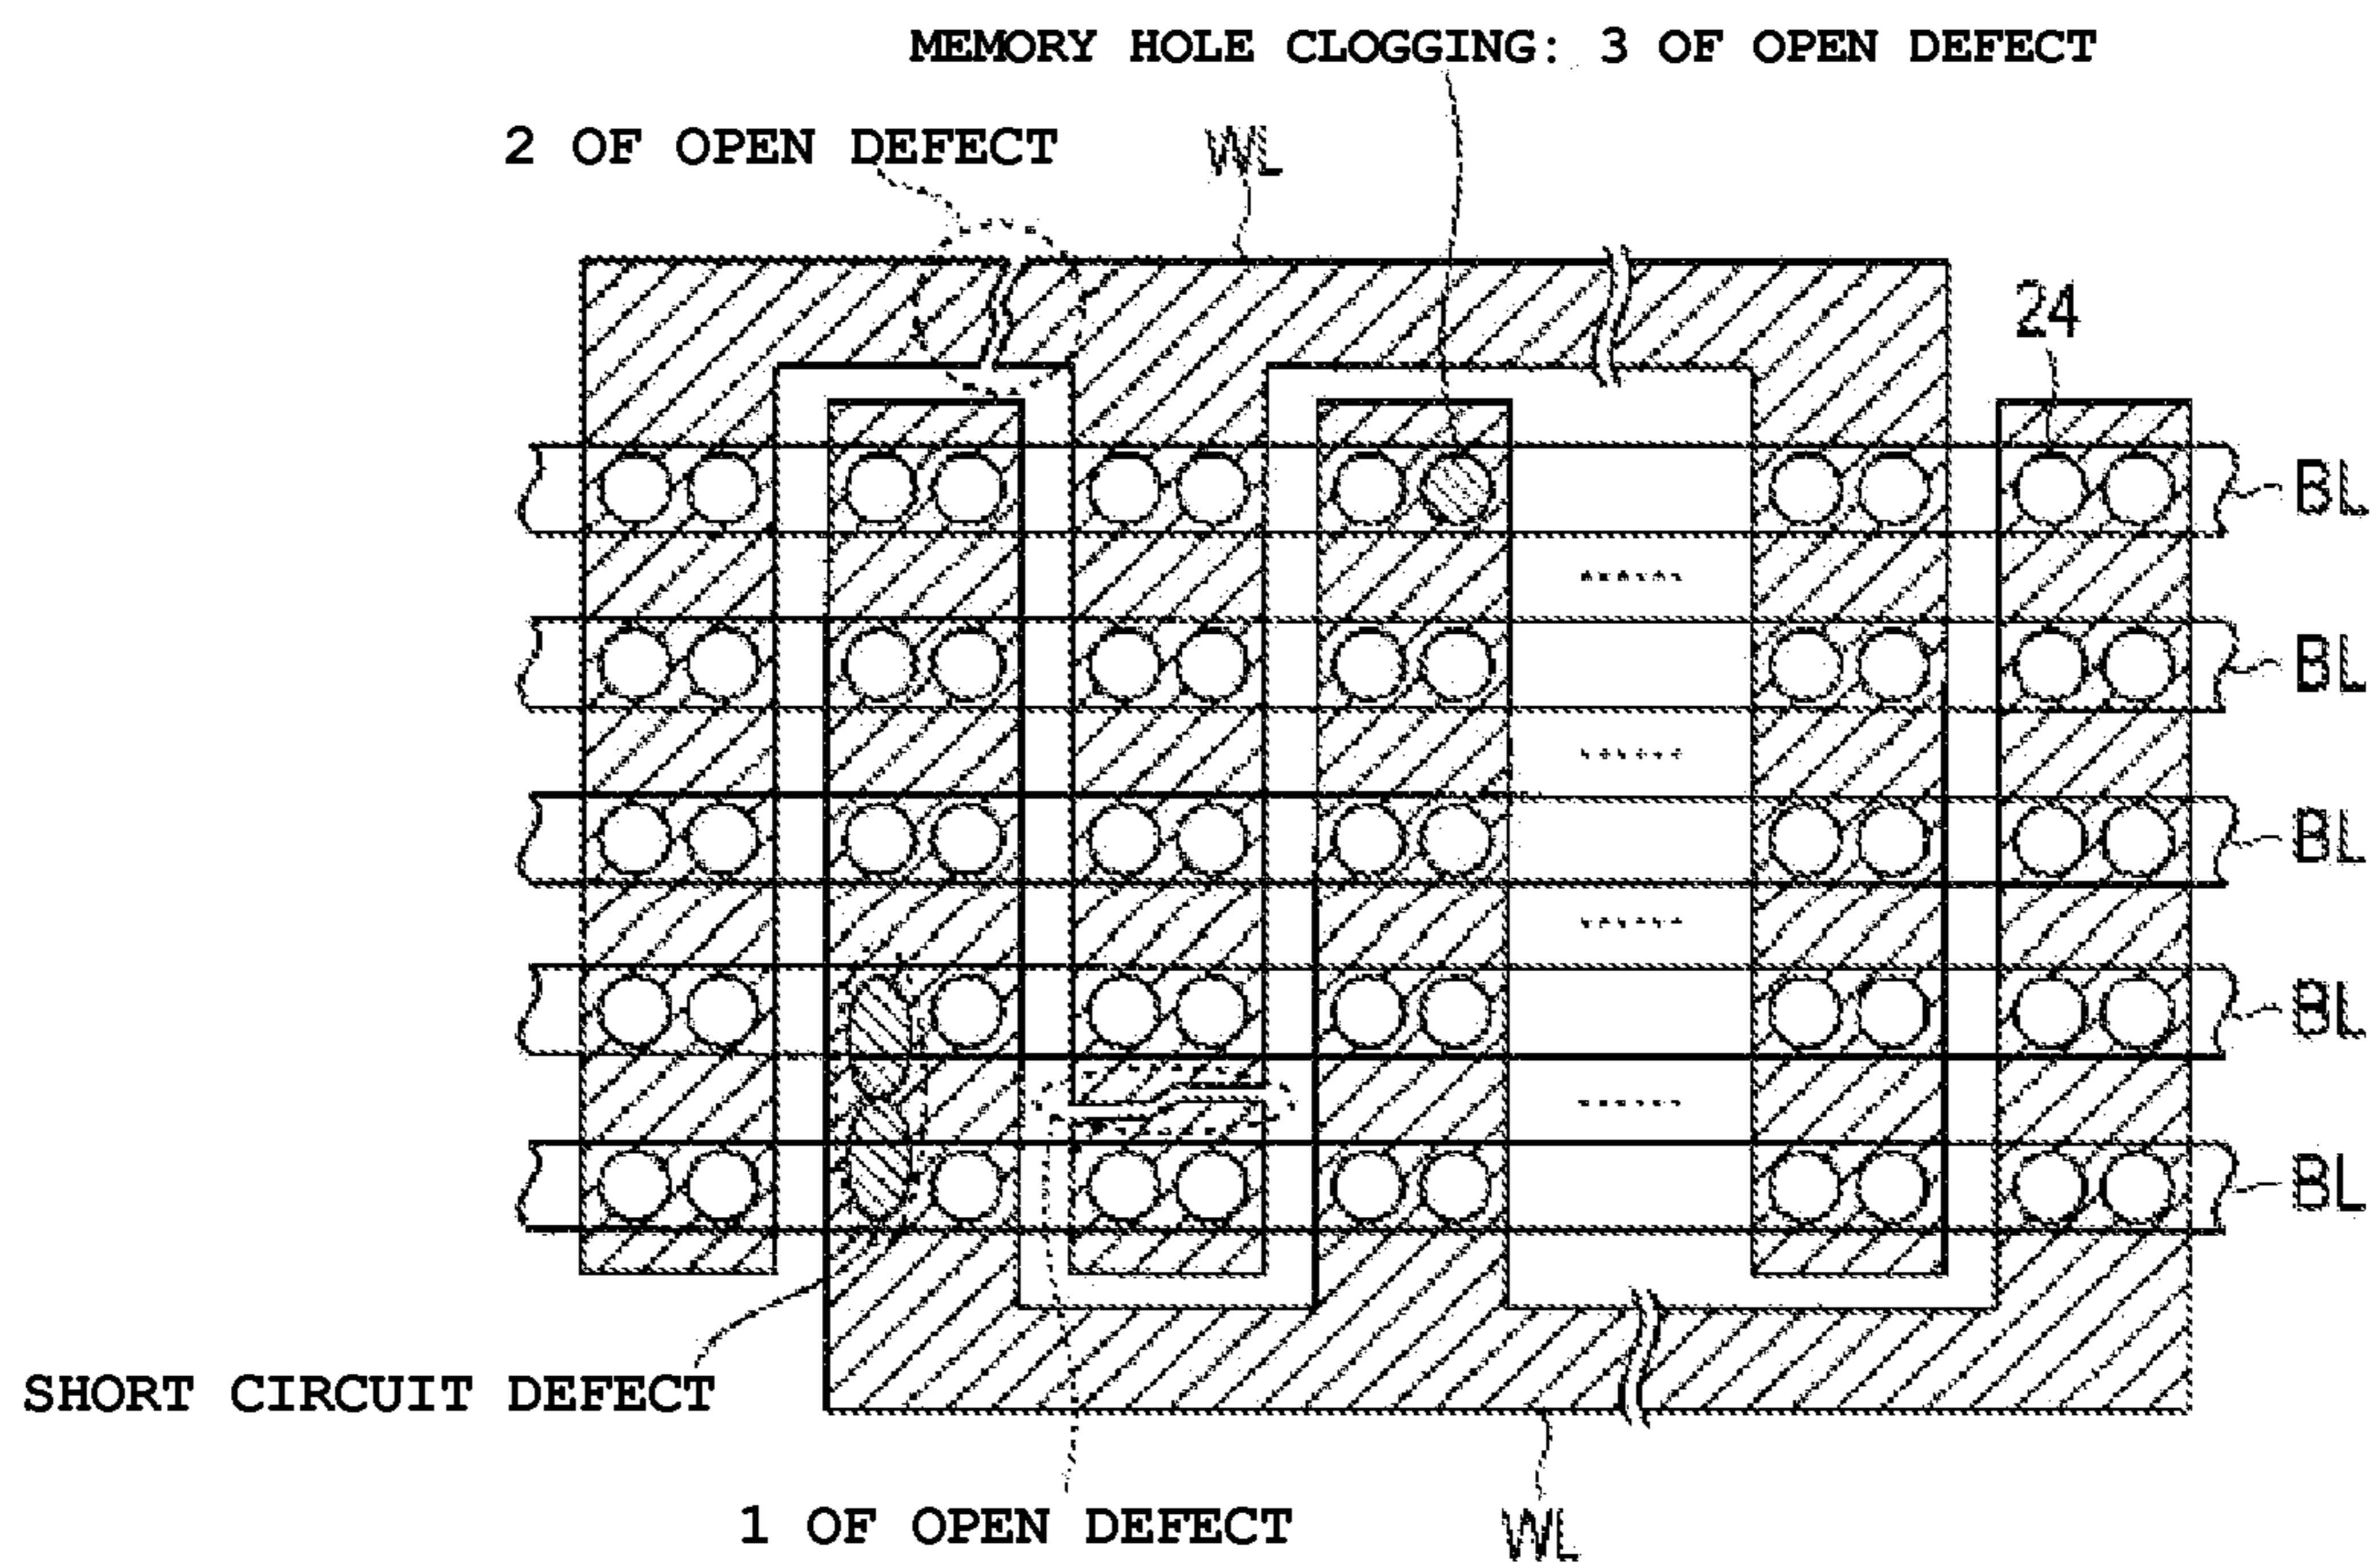 MEMORY HOLE CLOGGING: 3 OF OPEN DEFECT
2 OF OPEN DEFECT
WL
24
BL
BL
BL
BL
BL
SHORT CIRCUIT DEFECT
1 OF OPEN DEFECT
WL